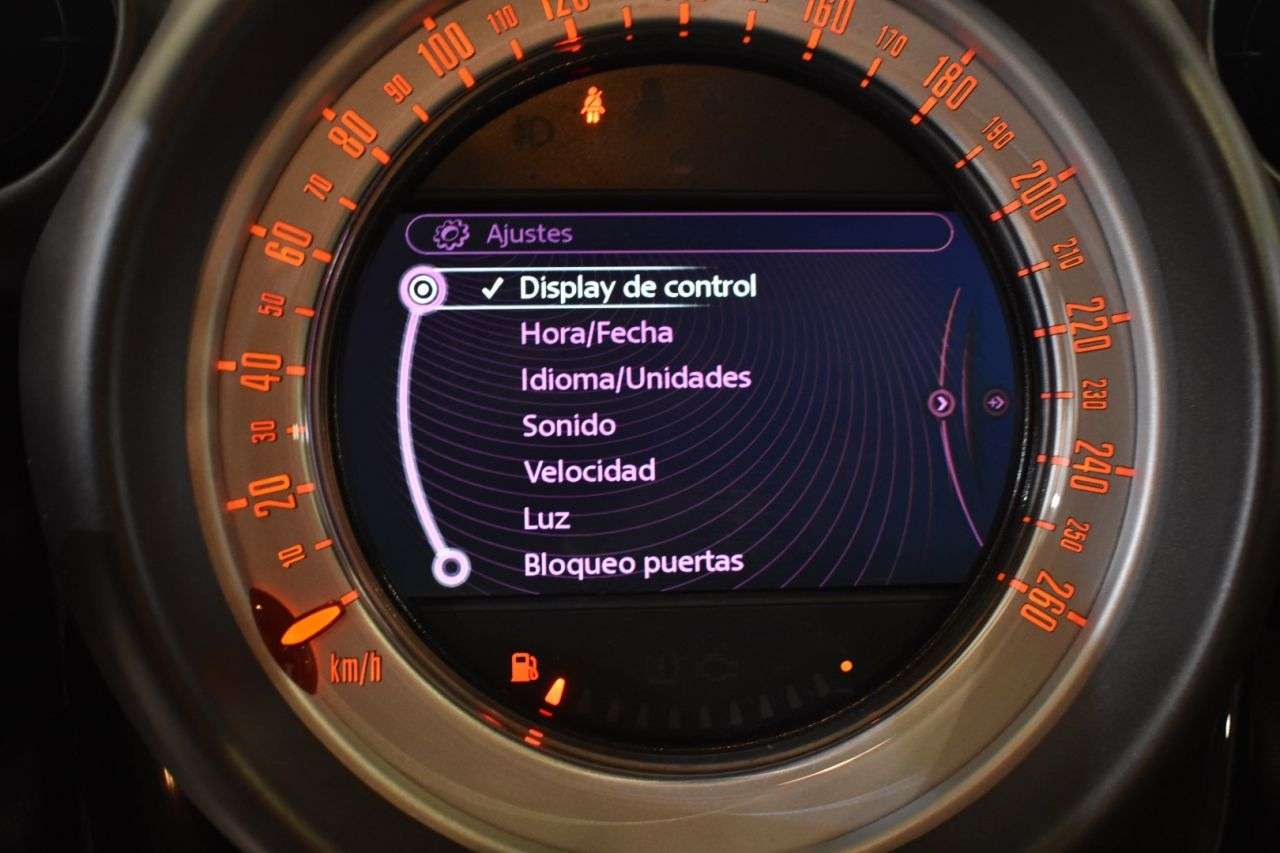 Ajustes
Display de control
Hora/Fecha
Idioma/Unidades
Sonido
Velocidad
Luz
Bloqueo puertas
10
20
30
40
50
60
70
80
90
100
110
120
160
170
180
190
200
210
220
230
240
250
260
km/h